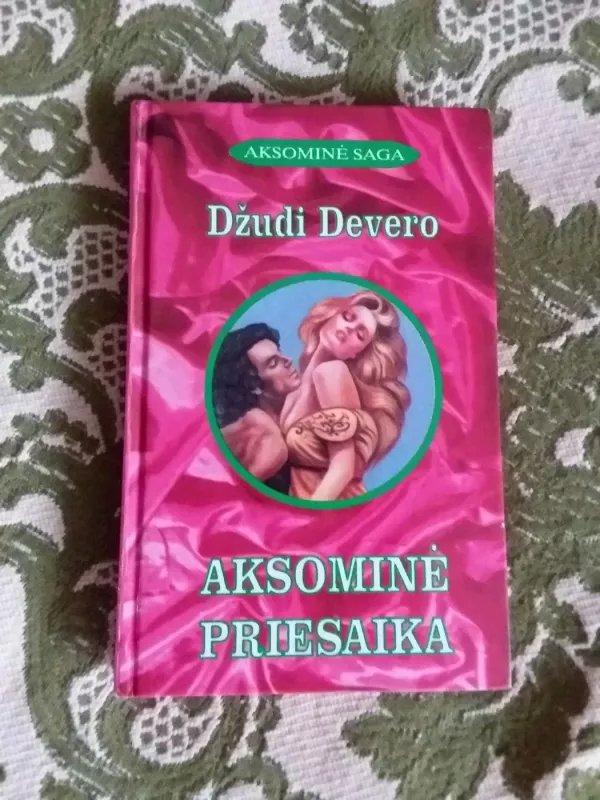 AKSOMINĖ SAGA
Džudi Devero
AKSOMINĖ
PRIESAIKA